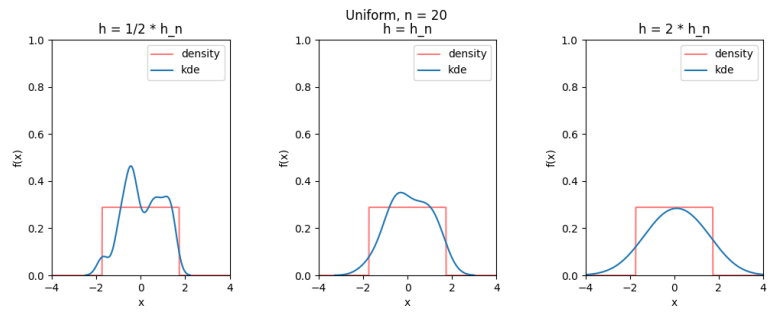 Uniform, n = 20
h = 1/2 * h_n
h = h_n
h = 2 * h_n
1.0
0.8
0.6
0.4
0.2
0.0
f(x)
density
kde
−4
−2
0
2
4
x
1.0
0.8
0.6
0.4
0.2
0.0
f(x)
density
kde
−4
−2
0
2
4
x
1.0
0.8
0.6
0.4
0.2
0.0
f(x)
density
kde
−4
−2
0
2
4
x